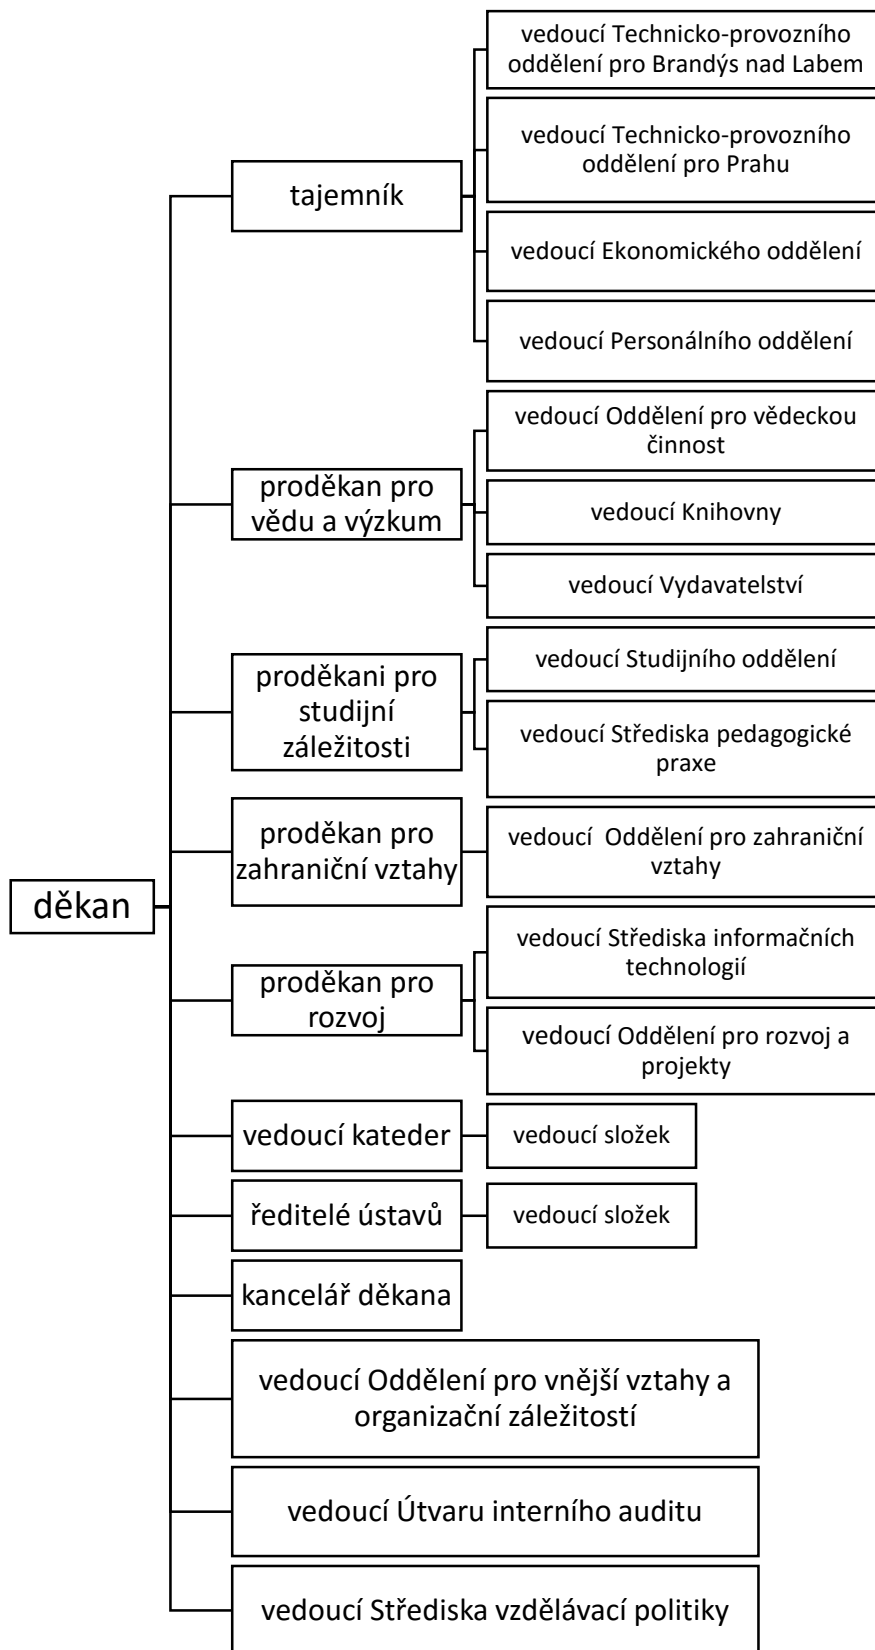 děkan
tajemník
vedoucí Technicko-provozního
oddělení pro Brandýs nad Labem
vedoucí Technicko-provozního
oddělení pro Prahu
vedoucí Ekonomického oddělení
vedoucí Personálního oddělení
proděkan pro
vědu a výzkum
vedoucí Oddělení pro vědeckou
činnost
vedoucí Knihovny
vedoucí Vydavatelství
proděkani pro
studijní
záležitosti
vedoucí Studijního oddělení
vedoucí Střediska pedagogické
praxe
proděkan pro
zahraniční vztahy
vedoucí  Oddělení pro zahraniční
vztahy
proděkan pro
rozvoj
vedoucí Střediska informačních
technologií
vedoucí Oddělení pro rozvoj a
projekty
vedoucí kateder
vedoucí složek
ředitelé ústavů
vedoucí složek
kancelář děkana
vedoucí Oddělení pro vnější vztahy a
organizační záležitostí
vedoucí Útvaru interního auditu
vedoucí Střediska vzdělávací politiky